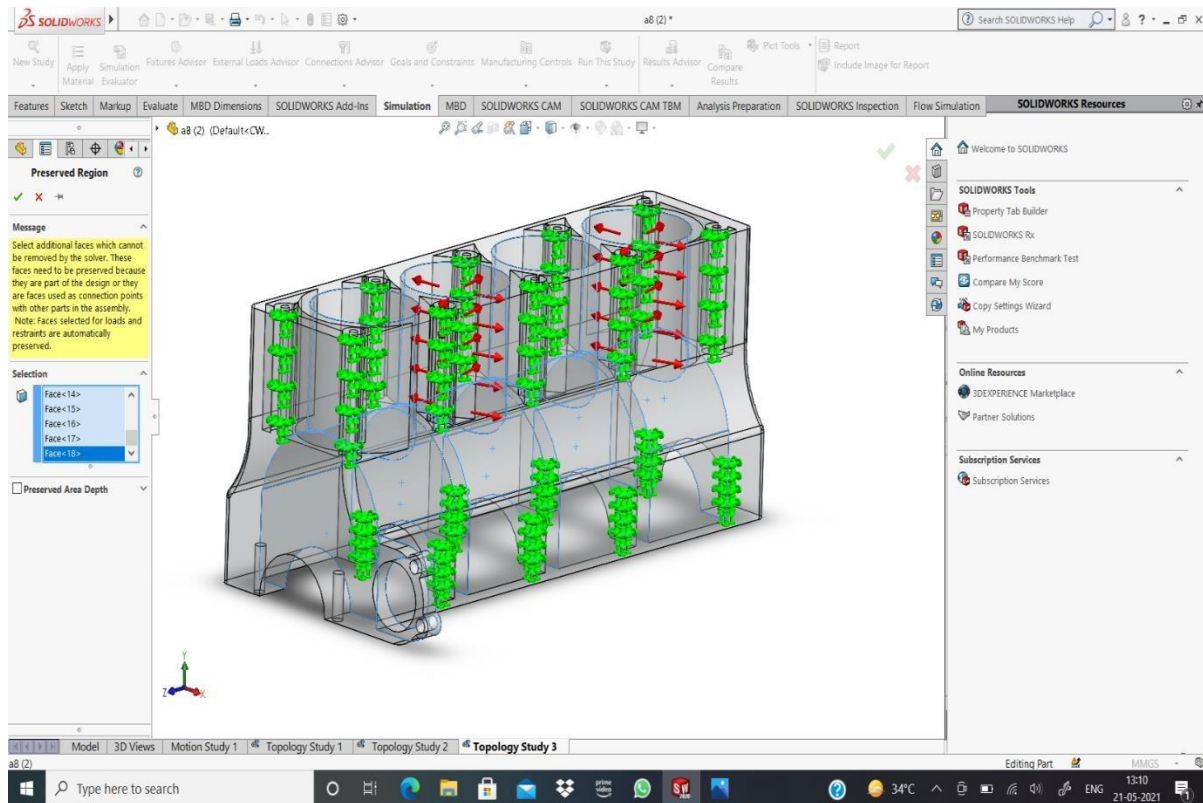 SOLIDWORKS
a8 (2) *
Search SOLIDWORKS Help
New Study
Apply Material
Simulation Evaluator
Fixtures Advisor
External Loads Advisor
Connections Advisor
Goals and Constraints
Manufacturing Controls
Run This Study
Results Advisor
Compare Results
Plot Tools
Report
Include Image for Report
Features
Sketch
Markup
Evaluate
MBD Dimensions
SOLIDWORKS Add-Ins
Simulation
MBD
SOLIDWORKS CAM
SOLIDWORKS CAM TBM
Analysis Preparation
SOLIDWORKS Inspection
Flow Simulation
SOLIDWORKS Resources
a8 (2) (Default<CW...
Preserved Region
Message
Select additional faces which cannot
be removed by the solver. These
faces need to be preserved because
they are part of the design or they
are faces used as connection points
with other parts in the assembly.
Note: Faces selected for loads and
restraints are automatically
preserved.
Selection
Face<14>
Face<15>
Face<16>
Face<17>
Face<18>
Preserved Area Depth
Y
Z
X
Welcome to SOLIDWORKS
SOLIDWORKS Tools
Property Tab Builder
SOLIDWORKS Rx
Performance Benchmark Test
Compare My Score
Copy Settings Wizard
My Products
Online Resources
3DEXPERIENCE Marketplace
Partner Solutions
Subscription Services
Subscription Services
Model
3D Views
Motion Study 1
Topology Study 1
Topology Study 2
Topology Study 3
a8 (2)
Editing Part
MMGS
Type here to search
prime video
SW 2020
34°C
ENG
13:10
21-05-2021
1